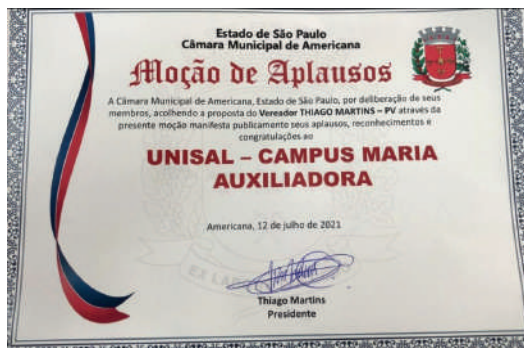 Estado de São Paulo
Câmara Municipal de Americana
Moção de Aplausos
A Câmara Municipal de Americana, Estado de São Paulo, por deliberação de seus
membros, acolhendo a proposta do Vereador THIAGO MARTINS – PV através da
presente moção manifesta publicamente seus aplausos, reconhecimentos e
congratulações ao
UNISAL – CAMPUS MARIA
AUXILIADORA
Americana, 12 de julho de 2021
Thiago Martins
Presidente